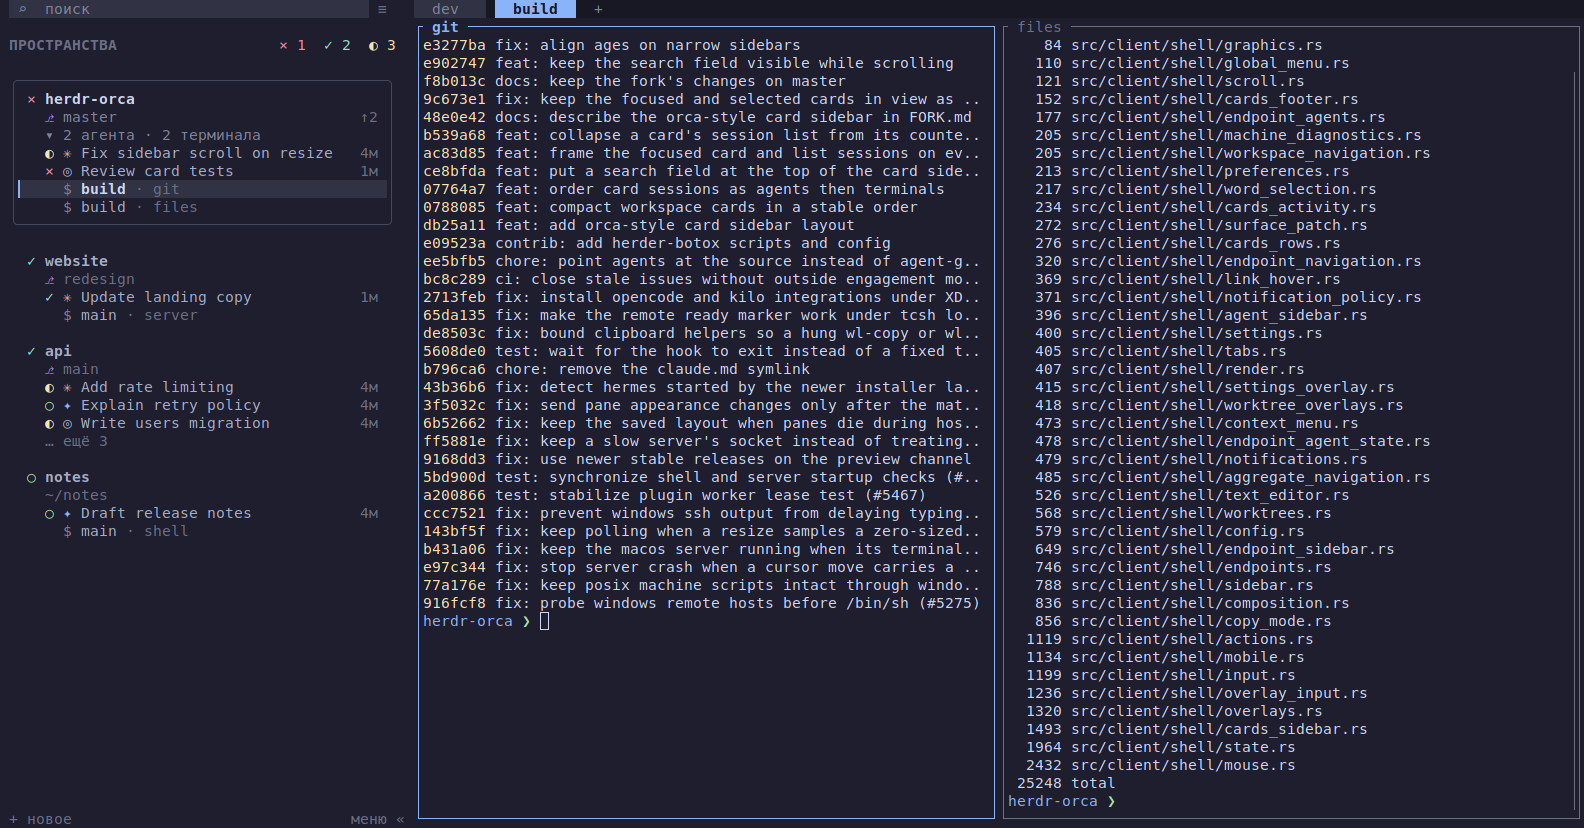 ⌕ поиск ≡
ПРОСТРАНСТВА × 1 ✓ 2 ◐ 3
× herdr-orca
⎇ master ↑2
▾ 2 агента · 2 терминала
◐ ✳ Fix sidebar scroll on resize 4м
× ◎ Review card tests 1м
$ build · git
$ build · files
✓ website
⎇ redesign
✓ ✳ Update landing copy 1м
$ main · server
✓ api
⎇ main
◐ ✳ Add rate limiting 4м
○ ✦ Explain retry policy 4м
◐ ◎ Write users migration 4м
… ещё 3
○ notes
~/notes
○ ✦ Draft release notes 4м
$ main · shell
+ новое меню «
dev build +
git
e3277ba fix: align ages on narrow sidebars
e902747 feat: keep the search field visible while scrolling
f8b013c docs: keep the fork's changes on master
9c673e1 fix: keep the focused and selected cards in view as ..
48e0e42 docs: describe the orca-style card sidebar in FORK.md
b539a68 feat: collapse a card's session list from its counte..
ac83d85 feat: frame the focused card and list sessions on ev..
ce8bfda feat: put a search field at the top of the card side..
07764a7 feat: order card sessions as agents then terminals
0788085 feat: compact workspace cards in a stable order
db25a11 feat: add orca-style card sidebar layout
e09523a contrib: add herder-botox scripts and config
ee5bfb5 chore: point agents at the source instead of agent-g..
bc8c289 ci: close stale issues without outside engagement mo..
2713feb fix: install opencode and kilo integrations under XD..
65da135 fix: make the remote ready marker work under tcsh lo..
de8503c fix: bound clipboard helpers so a hung wl-copy or wl..
5608de0 test: wait for the hook to exit instead of a fixed t..
b796ca6 chore: remove the claude.md symlink
43b36b6 fix: detect hermes started by the newer installer la..
3f5032c fix: send pane appearance changes only after the mat..
6b52662 fix: keep the saved layout when panes die during hos..
ff5881e fix: keep a slow server's socket instead of treating..
9168dd3 fix: use newer stable releases on the preview channel
5bd900d test: synchronize shell and server startup checks (#..
a200866 test: stabilize plugin worker lease test (#5467)
ccc7521 fix: prevent windows ssh output from delaying typing..
143bf5f fix: keep polling when a resize samples a zero-sized..
b431a06 fix: keep the macos server running when its terminal..
e97c344 fix: stop server crash when a cursor move carries a ..
77a176e fix: keep posix machine scripts intact through windo..
916fcf8 fix: probe windows remote hosts before /bin/sh (#5275)
herdr-orca ❯
files
84 src/client/shell/graphics.rs
110 src/client/shell/global_menu.rs
121 src/client/shell/scroll.rs
152 src/client/shell/cards_footer.rs
177 src/client/shell/endpoint_agents.rs
205 src/client/shell/machine_diagnostics.rs
205 src/client/shell/workspace_navigation.rs
213 src/client/shell/preferences.rs
217 src/client/shell/word_selection.rs
234 src/client/shell/cards_activity.rs
272 src/client/shell/surface_patch.rs
276 src/client/shell/cards_rows.rs
320 src/client/shell/endpoint_navigation.rs
369 src/client/shell/link_hover.rs
371 src/client/shell/notification_policy.rs
396 src/client/shell/agent_sidebar.rs
400 src/client/shell/settings.rs
405 src/client/shell/tabs.rs
407 src/client/shell/render.rs
415 src/client/shell/settings_overlay.rs
418 src/client/shell/worktree_overlays.rs
473 src/client/shell/context_menu.rs
478 src/client/shell/endpoint_agent_state.rs
479 src/client/shell/notifications.rs
485 src/client/shell/aggregate_navigation.rs
526 src/client/shell/text_editor.rs
568 src/client/shell/worktrees.rs
579 src/client/shell/config.rs
649 src/client/shell/endpoint_sidebar.rs
746 src/client/shell/endpoints.rs
788 src/client/shell/sidebar.rs
836 src/client/shell/composition.rs
856 src/client/shell/copy_mode.rs
1119 src/client/shell/actions.rs
1134 src/client/shell/mobile.rs
1199 src/client/shell/input.rs
1236 src/client/shell/overlay_input.rs
1320 src/client/shell/overlays.rs
1493 src/client/shell/cards_sidebar.rs
1964 src/client/shell/state.rs
2432 src/client/shell/mouse.rs
25248 total
herdr-orca ❯